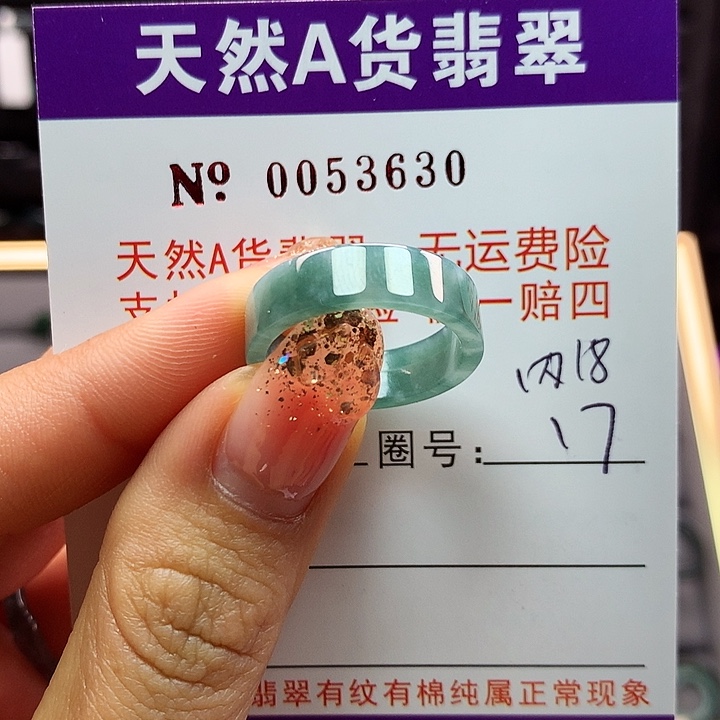 天然A货翡翠
№ 0053630
天然A货翡翠 无运费险
支 一赔四
内18
17
圈号:
翡翠有纹有棉纯属正常现象